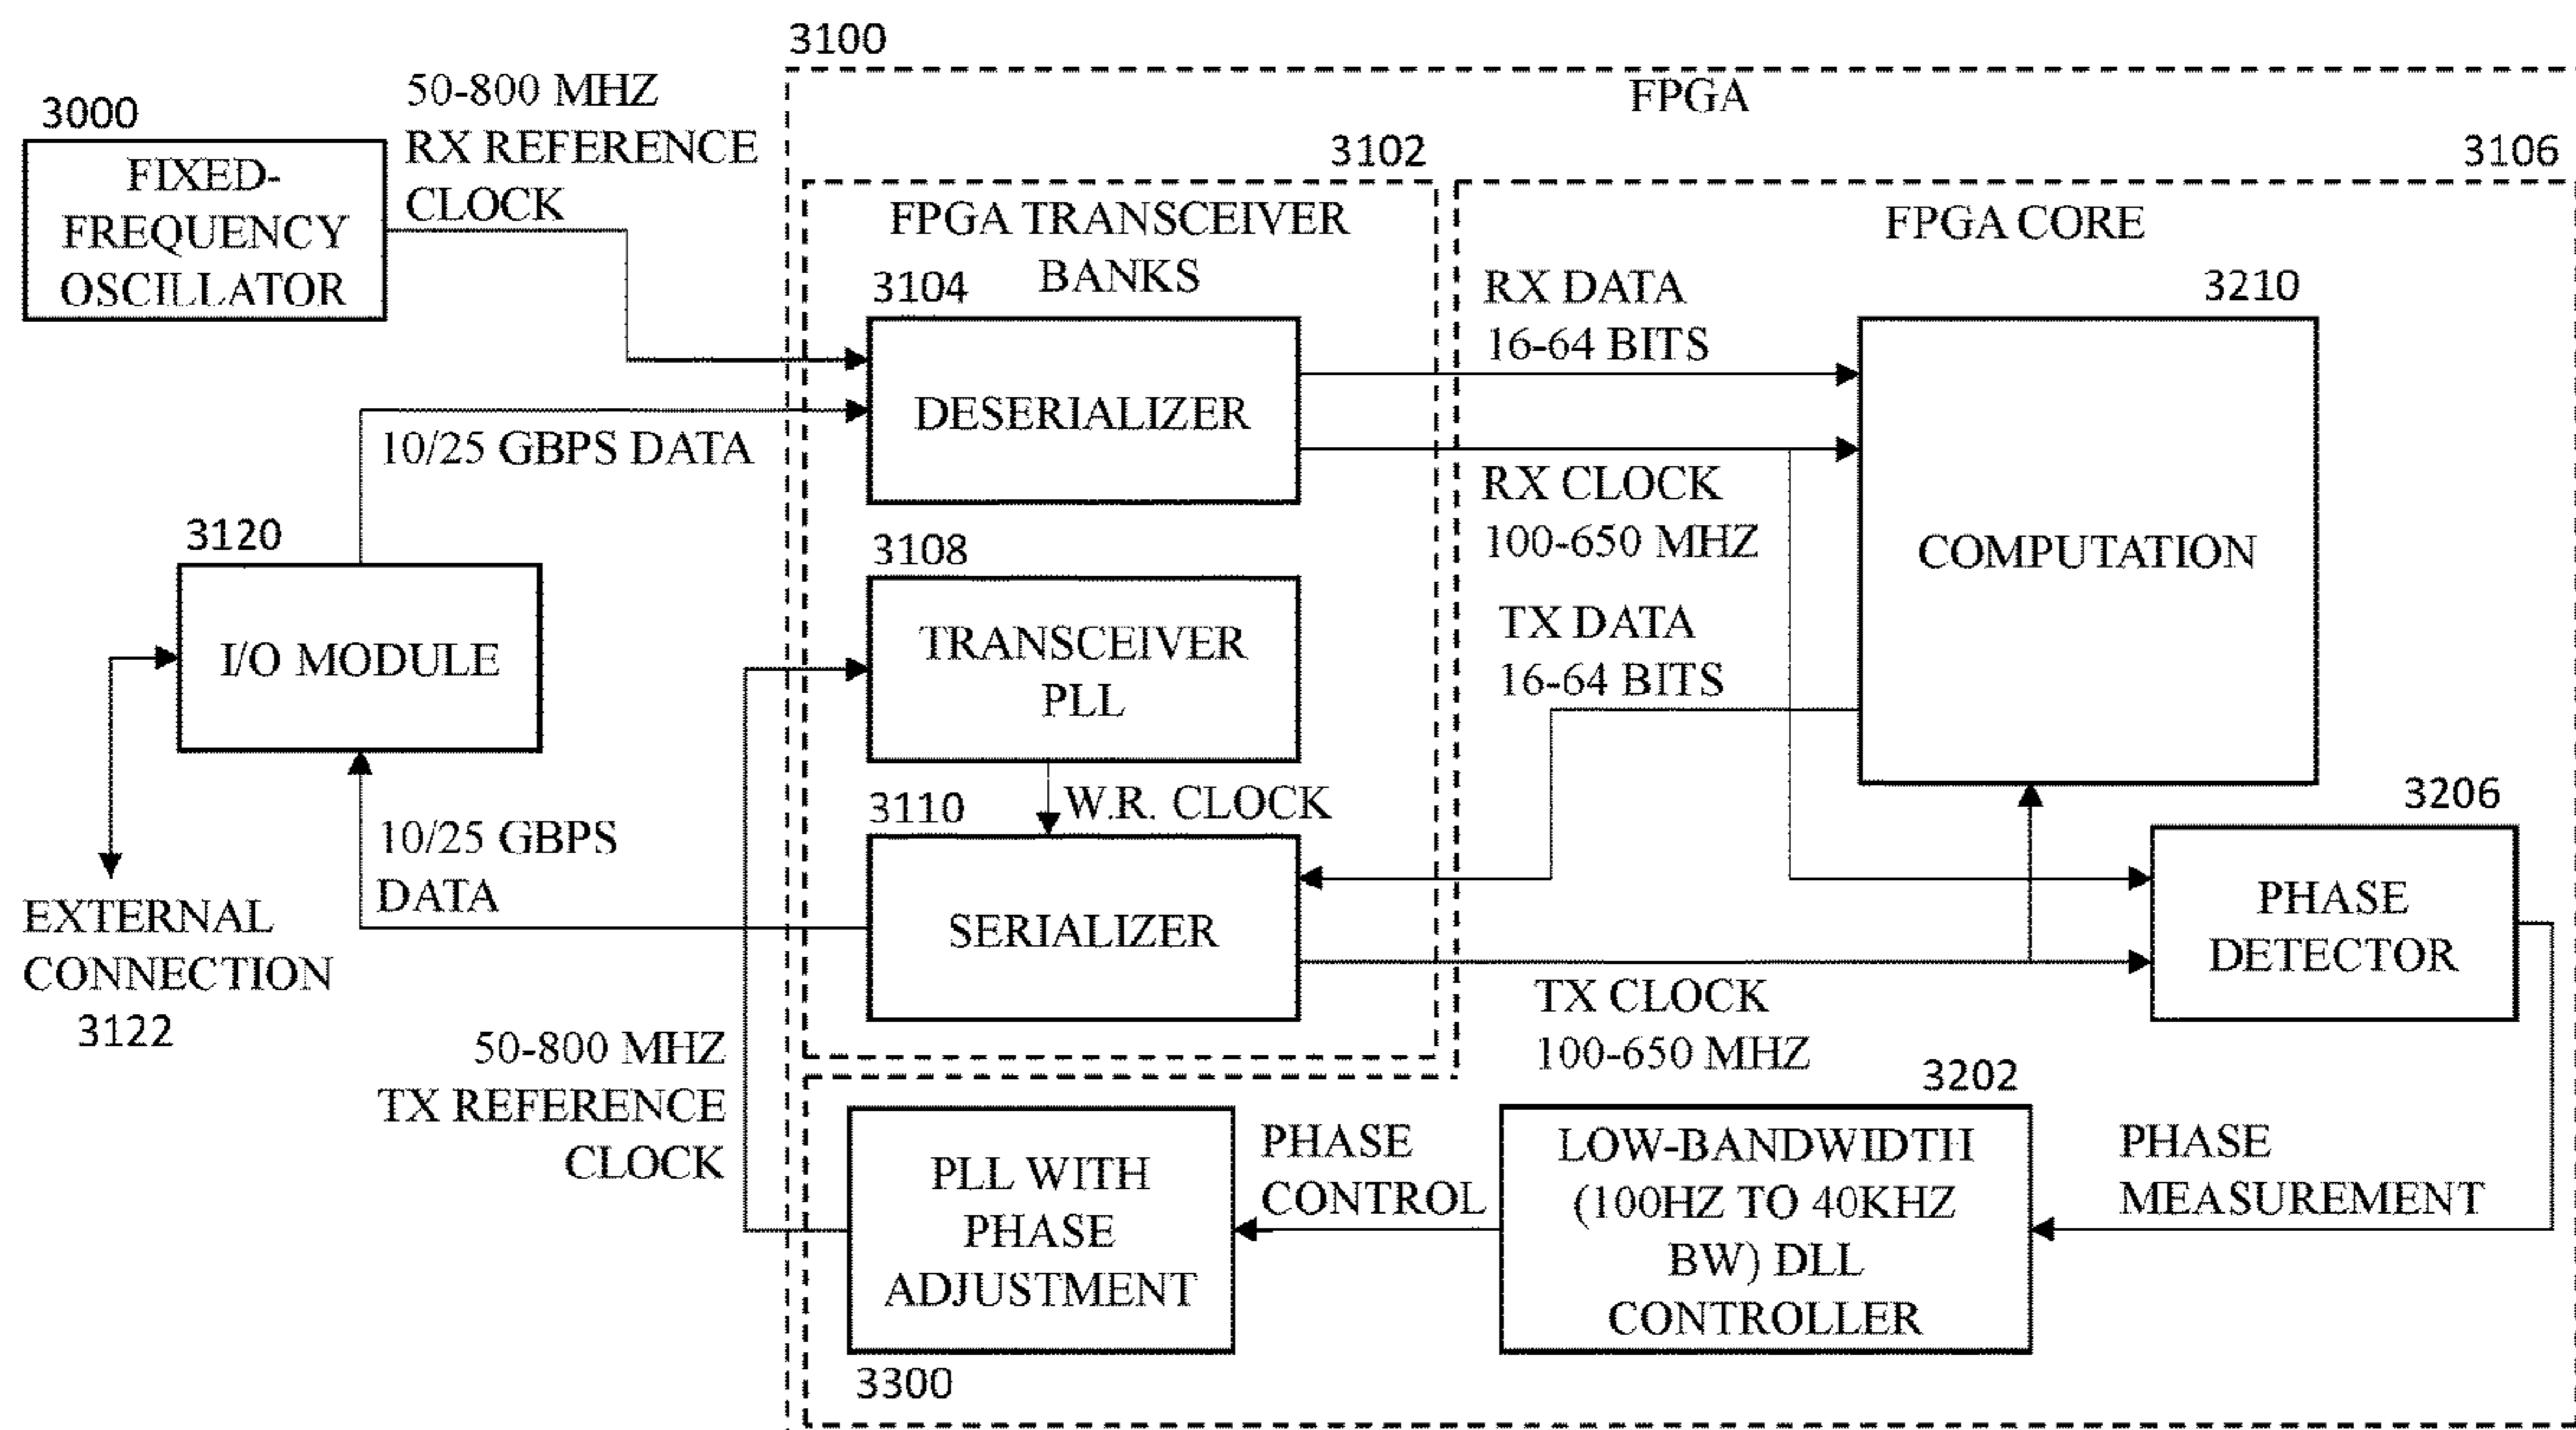 3100
FPGA
3000
FIXED-
FREQUENCY
OSCILLATOR
50-800 MHZ
RX REFERENCE
CLOCK
3102
FPGA TRANSCEIVER
BANKS
3106
FPGA CORE
3104
DESERIALIZER
RX DATA
16-64 BITS
3210
COMPUTATION
10/25 GBPS DATA
RX CLOCK
100-650 MHZ
3120
I/O MODULE
3108
TRANSCEIVER
PLL
TX DATA
16-64 BITS
W.R. CLOCK
3110
SERIALIZER
10/25 GBPS
DATA
EXTERNAL
CONNECTION
3122
3206
PHASE
DETECTOR
TX CLOCK
100-650 MHZ
50-800 MHZ
TX REFERENCE
CLOCK
PLL WITH
PHASE
ADJUSTMENT
3300
PHASE
CONTROL
3202
LOW-BANDWIDTH
(100HZ TO 40KHZ
BW) DLL
CONTROLLER
PHASE
MEASUREMENT